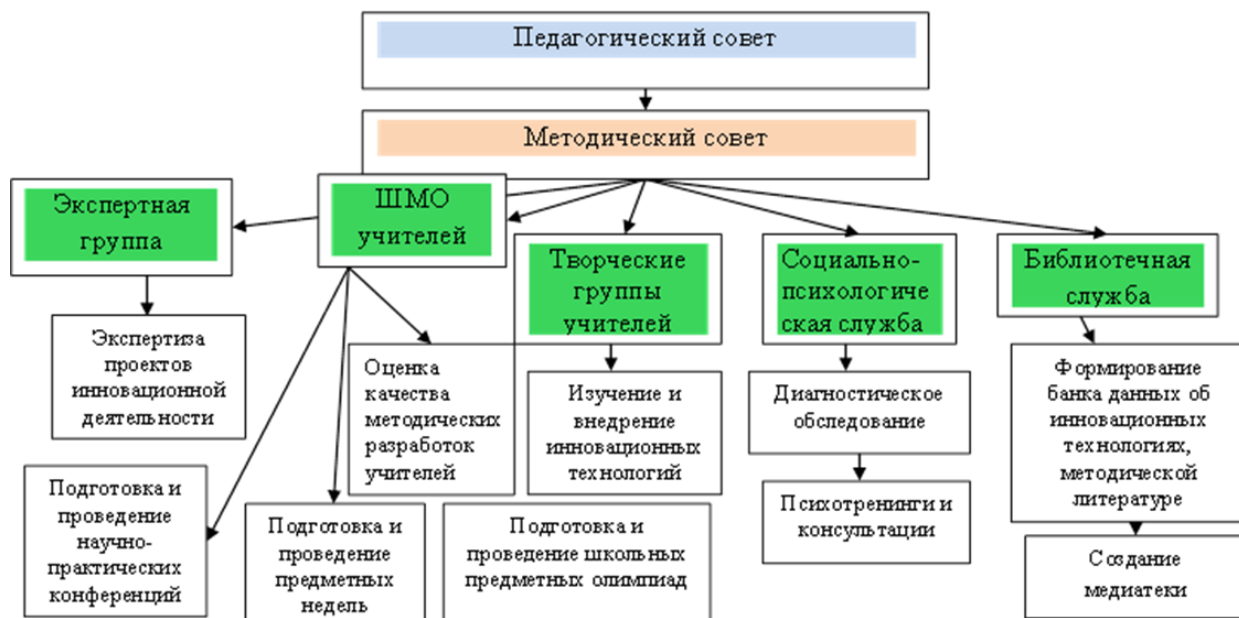 Педагогический совет
Методический совет
Экспертная
группа
ШМО
учителей
Творческие
группы
учителей
Социально-
психологиче
ская служба
Библиотечная
служба
Экспертиза
проектов
инновационной
деятельности
Оценка
качества
методических
разработок
учителей
Изучение и
внедрение
инновационных
технологий
Диагностическое
обследование
Формирование
банка данных об
инновационных
технологиях,
методической
литературе
Подготовка и
проведение
научно-
практических
конференций
Подготовка и
проведение
предметных
недель
Подготовка и
проведение школьных
предметных олимпиад
Психотренинги и
консультации
Создание
медиатеки